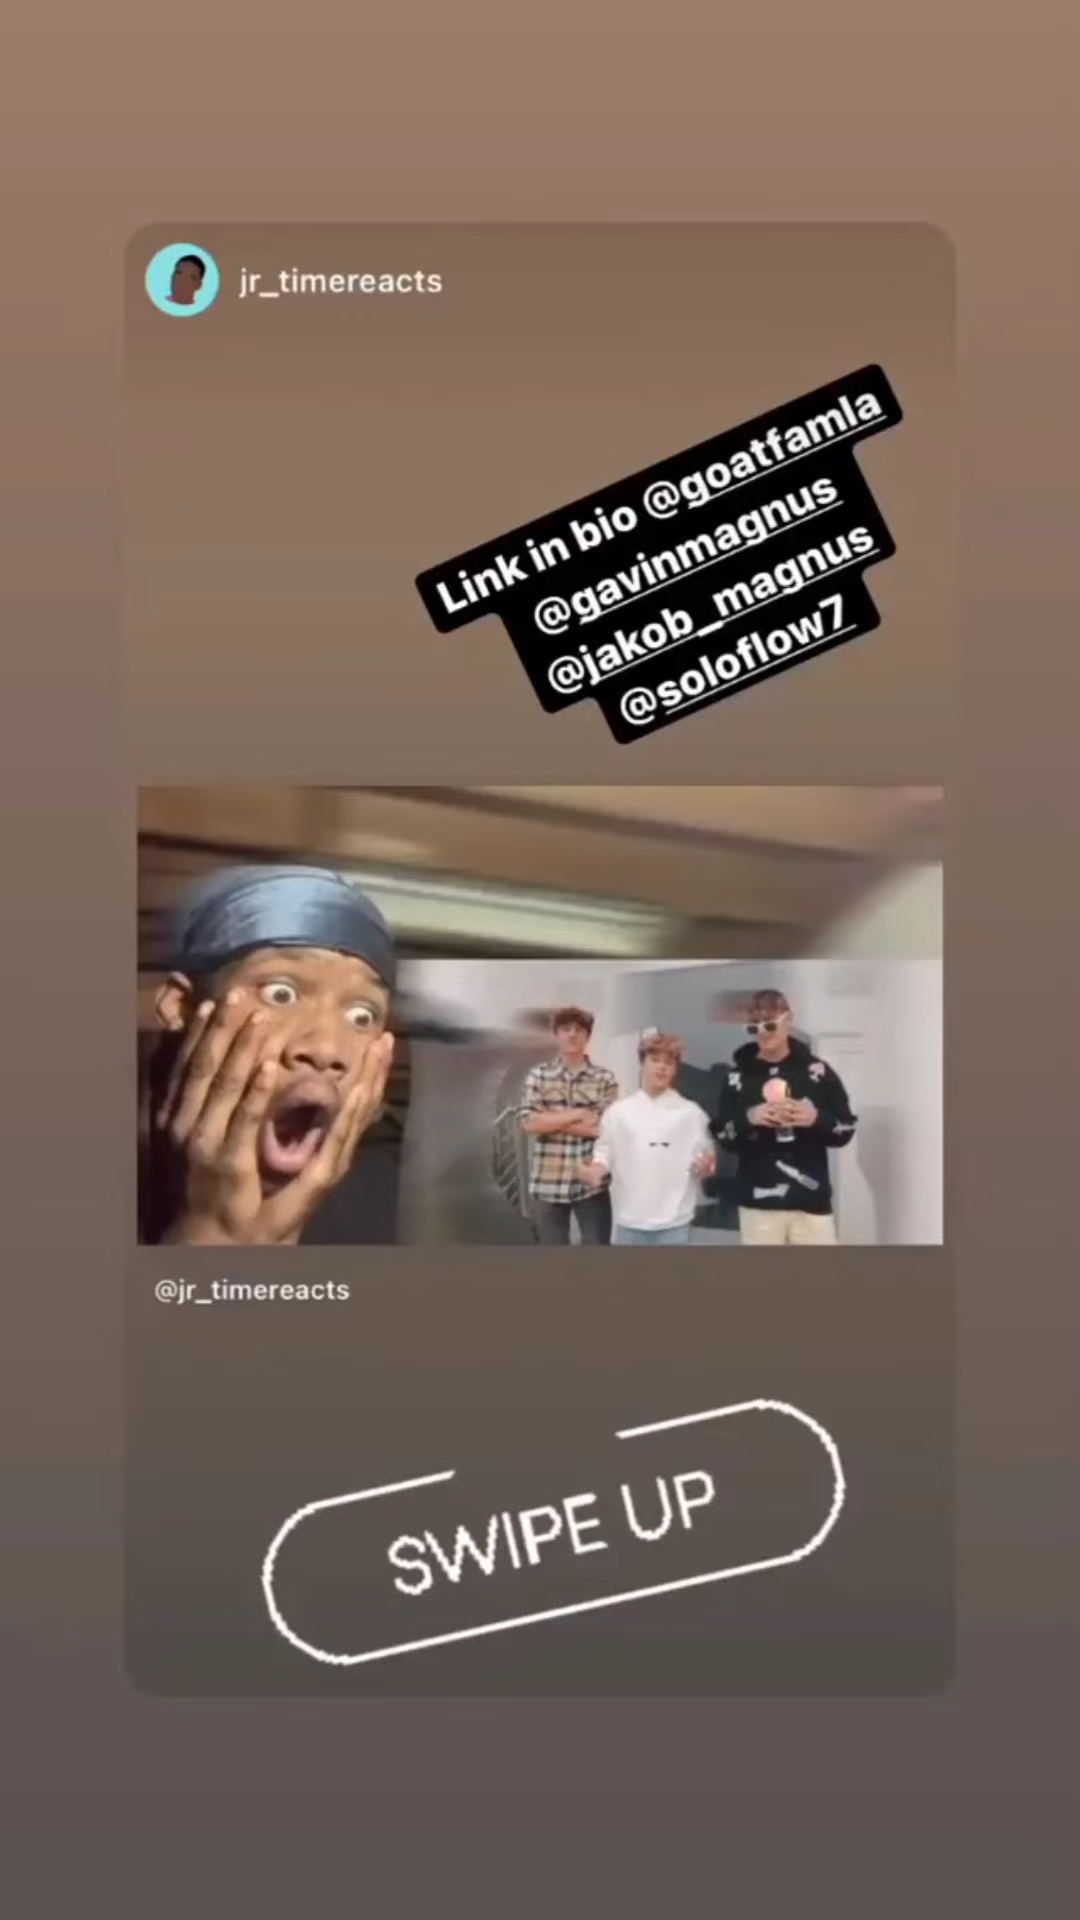 jr_timereacts
Link in bio @goatfamla
@gavinmagnus
@jakob_magnus
@soloflow7
@jr_timereacts
SWIPE UP